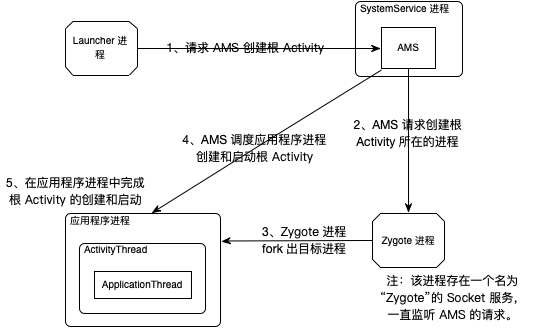 SystemService 进程
Launcher 进
程
1、请求 AMS 创建根 Activity
AMS
2、AMS 请求创建根
Activity 所在的进程
4、AMS 调度应用程序进程
创建和启动根 Activity
5、在应用程序进程中完成
根 Activity 的创建和启动
应用程序进程
ActivityThread
ApplicationThread
3、Zygote 进程
fork 出目标进程
Zygote 进程
注：该进程存在一个名为
“Zygote”的 Socket 服务，
一直监听 AMS 的请求。